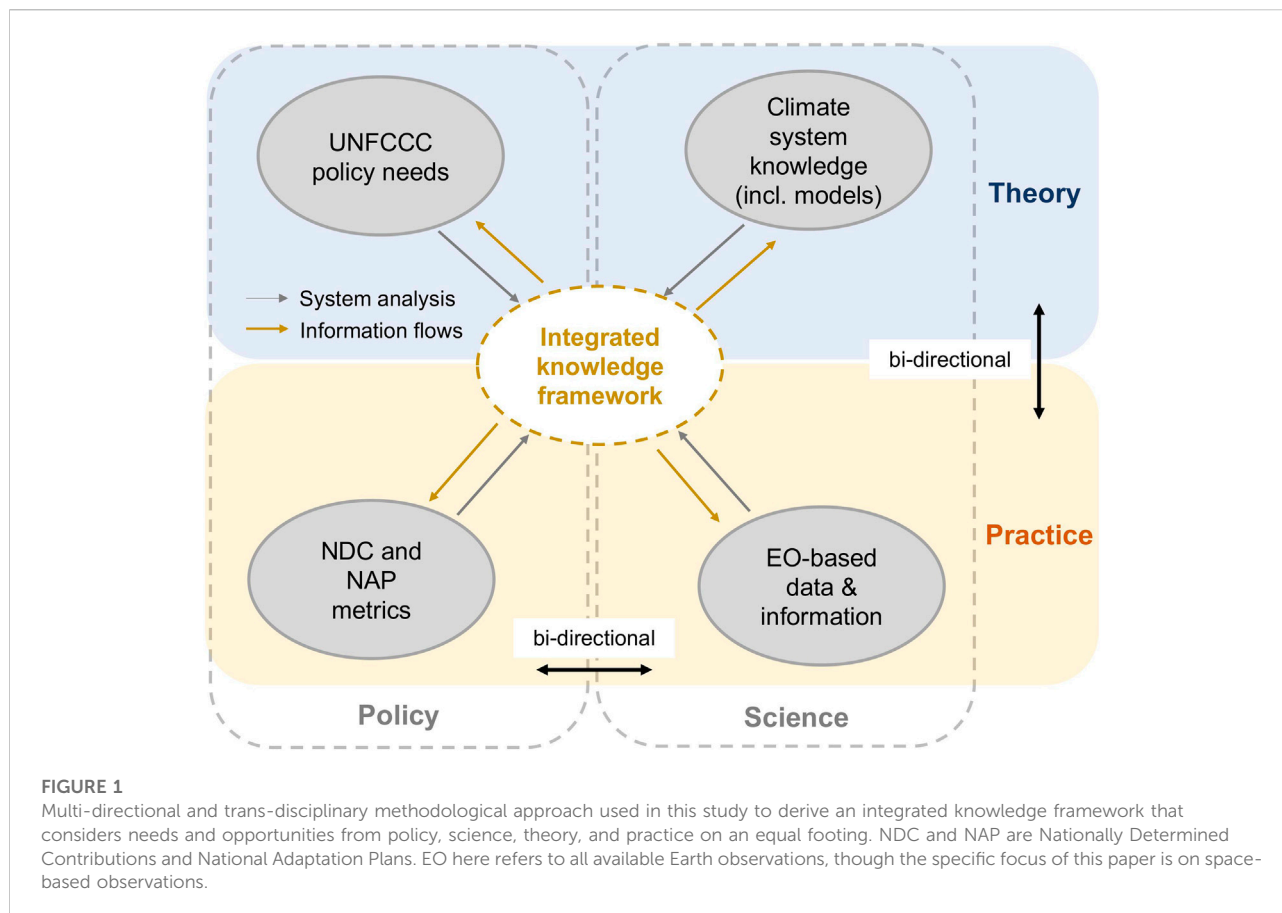 UNFCCC
policy needs
Climate
system
knowledge
(incl. models)
Theory
System analysis
Information flows
Integrated
knowledge
framework
bi-directional
NDC and
NAP
metrics
EO-based
data &
information
Practice
bi-directional
Policy
Science
FIGURE 1
Multi-directional and trans-disciplinary methodological approach used in this study to derive an integrated knowledge framework that
considers needs and opportunities from policy, science, theory, and practice on an equal footing. NDC and NAP are Nationally Determined
Contributions and National Adaptation Plans. EO here refers to all available Earth observations, though the specific focus of this paper is on space-
based observations.